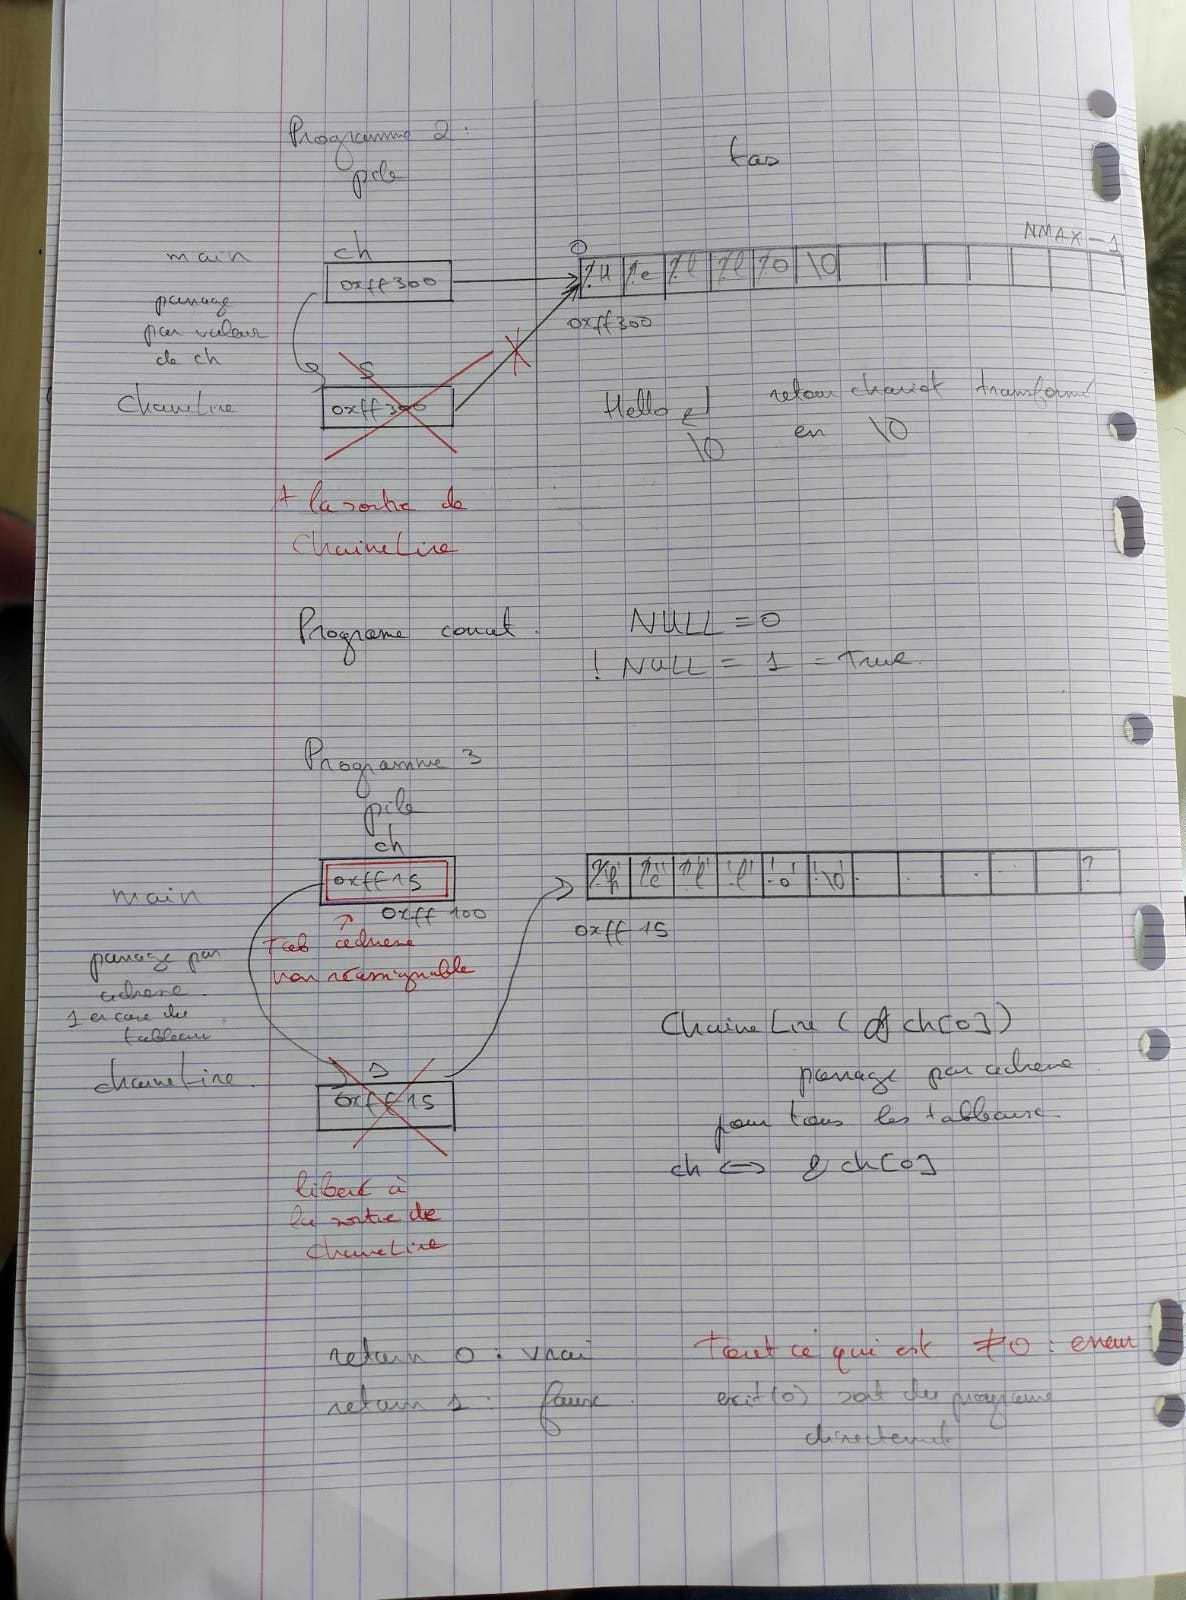 Programme 2 :
pile
tas
main
ch
0xff300
0
NMAX-1
'H 'e 'l 'l 'o \0
0xff300
passage
par valeur
de ch
ChaineLire
s
0xff300
Hello ↵
\0
retour chariot transformé
en \0
A la sortie de
ChaineLire
Programe concat.
NULL = 0
! NULL = 1 = True.
Programme 3
pile
ch
main
0xff15
0xff100
'h' 'e' 'l' 'l' 'o' '\0' ?
0xff 15
Tab adresse
non réassignable
passage par
adresse.
1 er case du
tableau
chaineLire.
s
0xff15
ChaineLire ( & ch[0])
passage par adresse
pour tous les tableaux
ch <-> & ch[0]
liberé à
la sortie de
ChaineLire
return 0 : vrai
Tout ce qui est ≠0 : erreur
return 1 : faux.
exit(0) sort du programe
directement